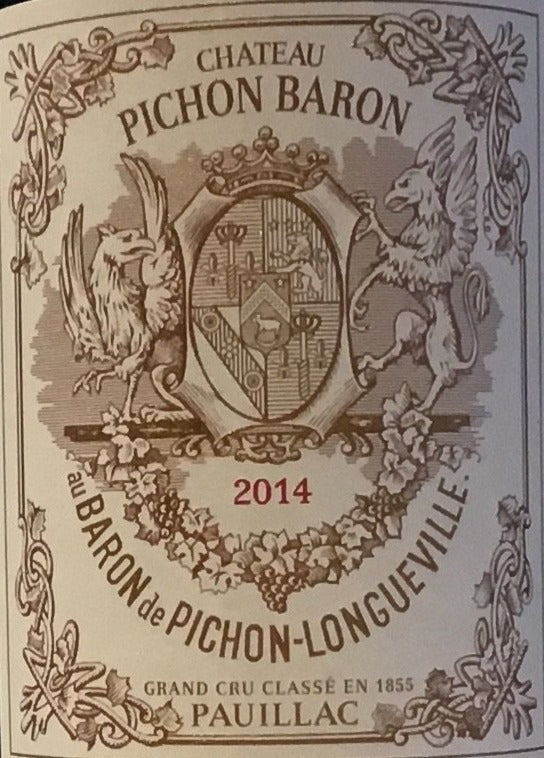 CHATEAU
PICHON BARON
2014
au BARON de PICHON-LONGUEVILLE.
GRAND CRU CLASSÉ EN 1855
PAUILLAC